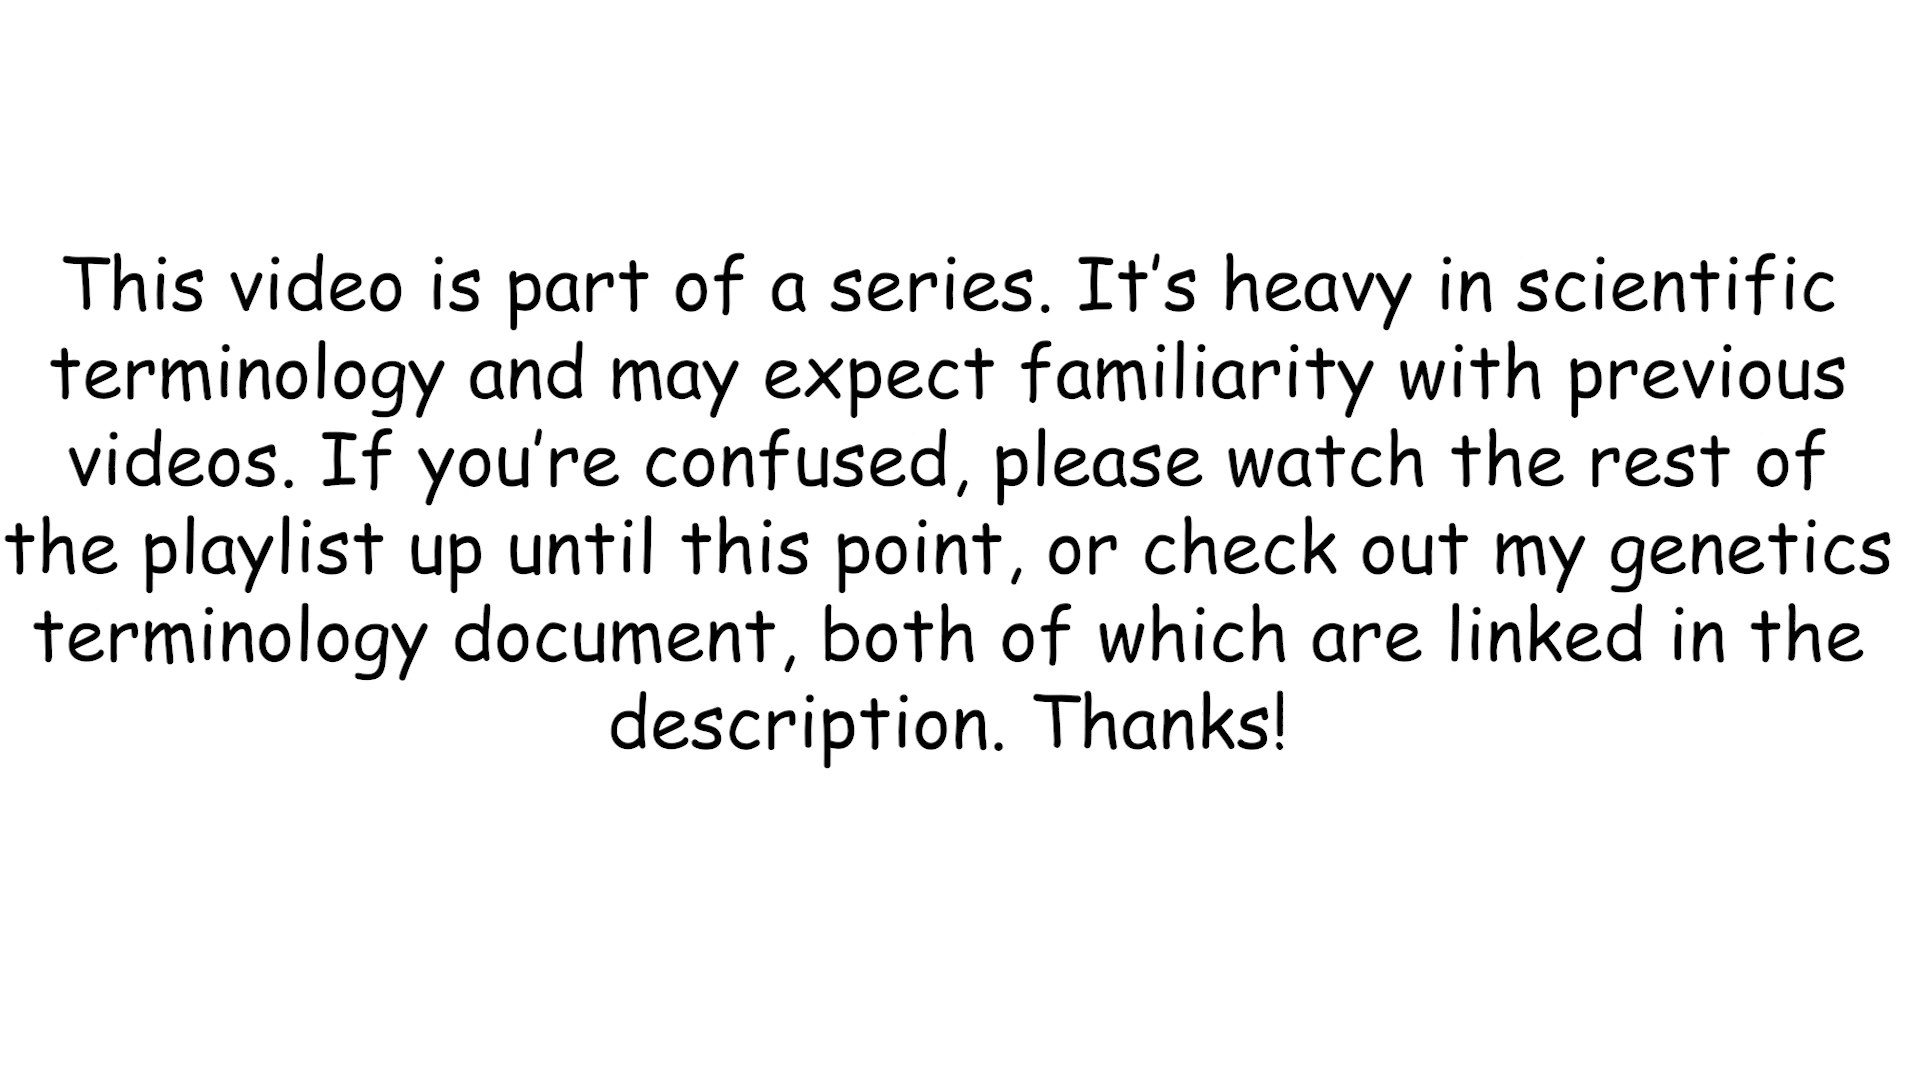 This video is part of a series. It's heavy in scientific
terminology and may expect familiarity with previous
videos. If you're confused, please watch the rest of
the playlist up until this point, or check out my genetics
terminology document, both of which are linked in the
description. Thanks!